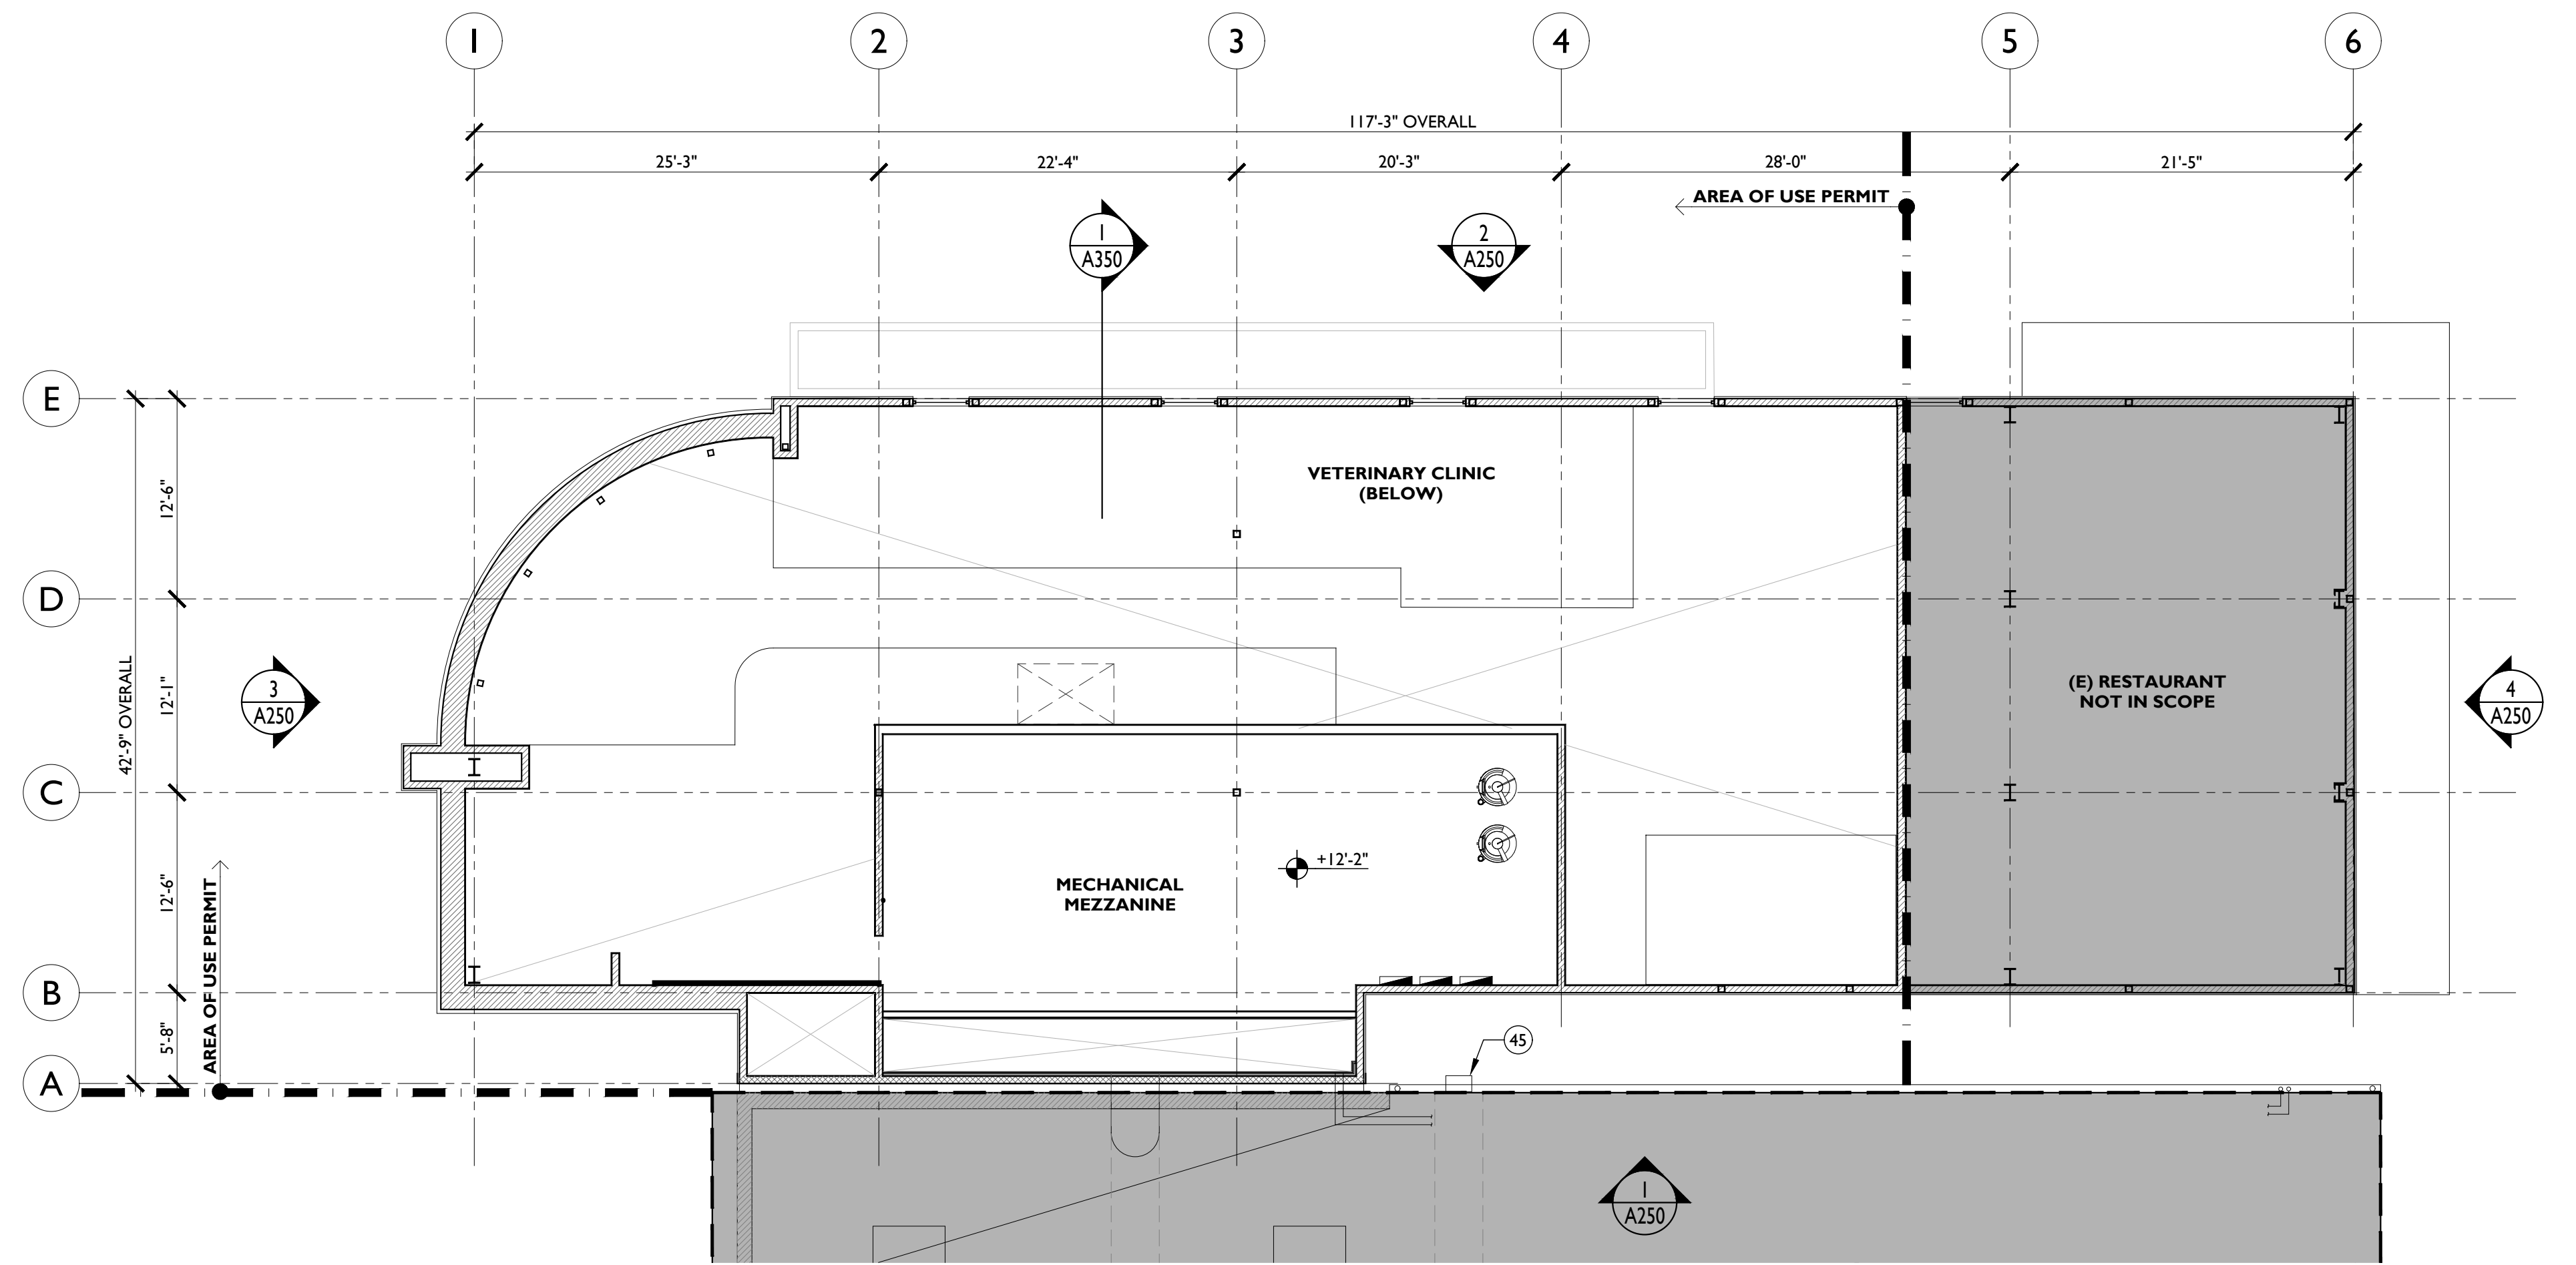 1 2 3 4 5 6
117'-3" OVERALL
25'-3" 22'-4" 20'-3" 28'-0" 21'-5"
AREA OF USE PERMIT
1
A350
2
A250
E
D
C
B
A
12'-6"
12'-1"
12'-6"
5'-8"
42'-9" OVERALL
AREA OF USE PERMIT
3
A250
VETERINARY CLINIC
(BELOW)
(E) RESTAURANT
NOT IN SCOPE
4
A250
+12'-2"
MECHANICAL
MEZZANINE
45
1
A250